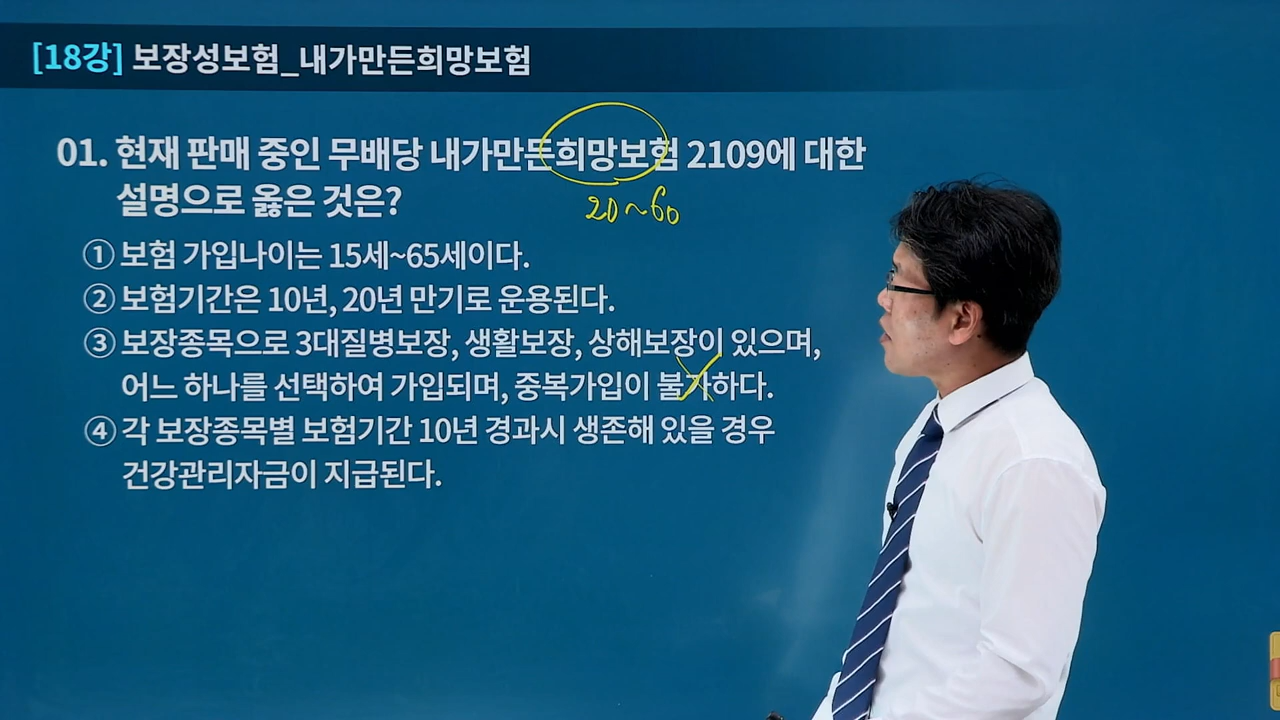 [18강] 보장성보험_내가만든희망보험
01. 현재 판매 중인 무배당 내가만든희망보험 2109에 대한
설명으로 옳은 것은?
20~60
① 보험 가입나이는 15세~65세이다.
② 보험기간은 10년, 20년 만기로 운용된다.
③ 보장종목으로 3대질병보장, 생활보장, 상해보장이 있으며,
어느 하나를 선택하여 가입되며, 중복가입이 불가하다.
④ 각 보장종목별 보험기간 10년 경과시 생존해 있을 경우
건강관리자금이 지급된다.